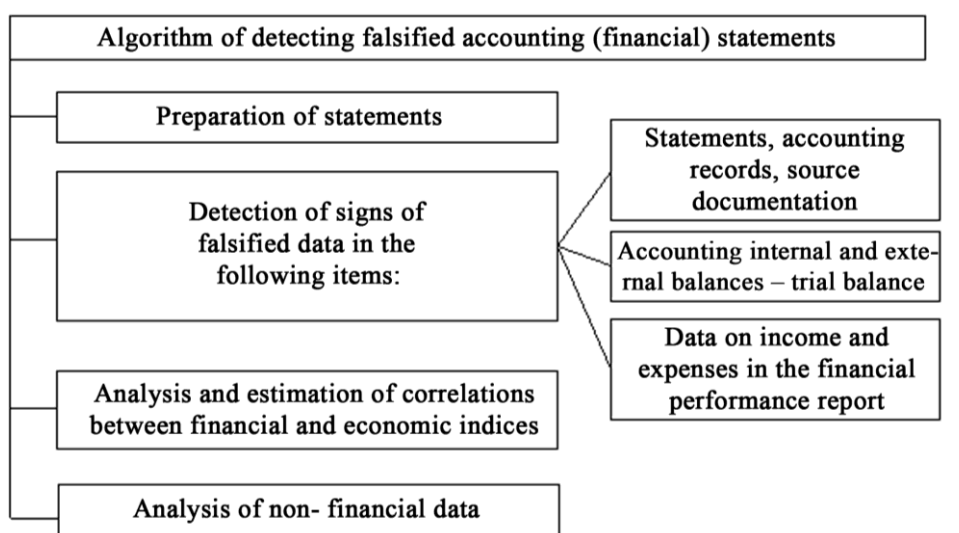 Algorithm of detecting falsified accounting (financial) statements
Preparation of statements
Detection of signs of
falsified data in the
following items:
Statements, accounting
records, source
documentation
Accounting internal and exte-
rnal balances – trial balance
Data on income and
expenses in the financial
performance report
Analysis and estimation of correlations
between financial and economic indices
Analysis of non- financial data